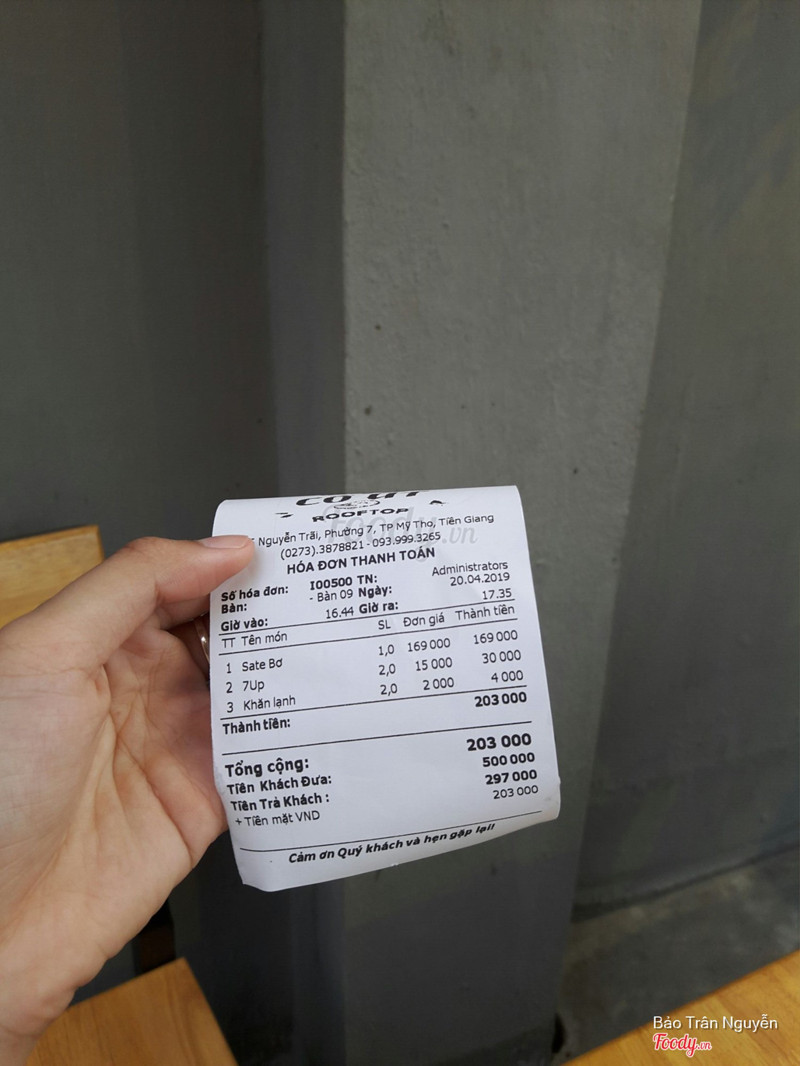 ROOFTOP
Nguyễn Trãi, Phường 7, TP Mỹ Tho, Tiền Giang
(0273).3878821 - 093.999.3265
HÓA ĐƠN THANH TOÁN
Số hóa đơn: I00500 TN: Administrators
Bàn: - Bàn 09 Ngày: 20.04.2019
Giờ vào: 16.44 Giờ ra: 17.35
TT Tên món SL Đơn giá Thành tiền
1 Sate Bơ 1,0 169 000 169 000
2 7Up 2,0 15 000 30 000
3 Khăn lạnh 2,0 2 000 4 000
Thành tiền: 203 000
Tổng cộng: 203 000
Tiền Khách Đưa: 500 000
Tiền Trả Khách : 297 000
+ Tiền mặt VND 203 000
Cảm ơn Quý khách và hẹn gặp lại!
Foody.vn
Bảo Trân Nguyễn
Foody.vn